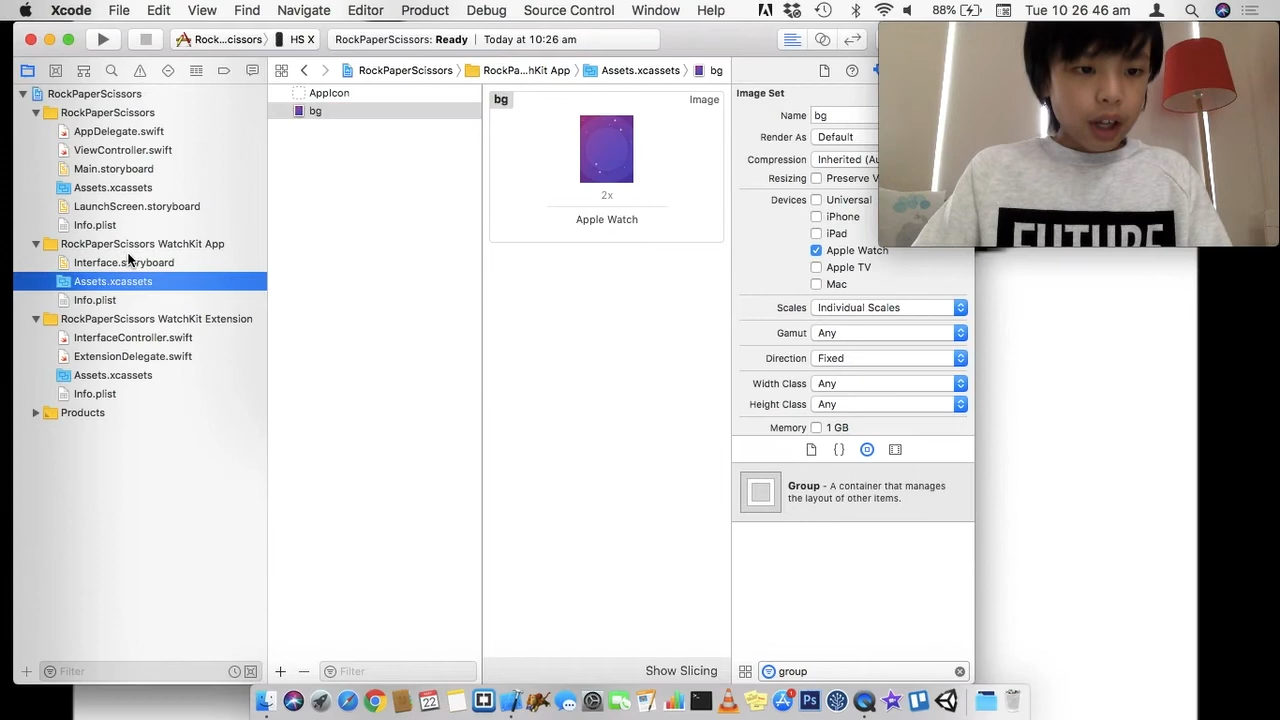 Xcode File Edit View Find Navigate Editor Product Debug Source Control Window Help 88% Tue 10 26 46 am
Rock...cissors HS X RockPaperScissors: Ready Today at 10:26 am
RockPaperScissors RockPa...hKit App Assets.xcassets bg
RockPaperScissors
RockPaperScissors
AppDelegate.swift
ViewController.swift
Main.storyboard
Assets.xcassets
LaunchScreen.storyboard
Info.plist
RockPaperScissors WatchKit App
Interface.storyboard
Assets.xcassets
Info.plist
RockPaperScissors WatchKit Extension
InterfaceController.swift
ExtensionDelegate.swift
Assets.xcassets
Info.plist
Products
Filter
AppIcon
bg
Filter
bg Image
2x
Apple Watch
Show Slicing
Image Set
Name bg
Render As Default
Compression Inherited (Au
Resizing Preserve V
Devices Universal
iPhone
iPad
Apple Watch
Apple TV
Mac
Scales Individual Scales
Gamut Any
Direction Fixed
Width Class Any
Height Class Any
Memory 1 GB
Group - A container that manages
the layout of other items.
group
FUTURE
22